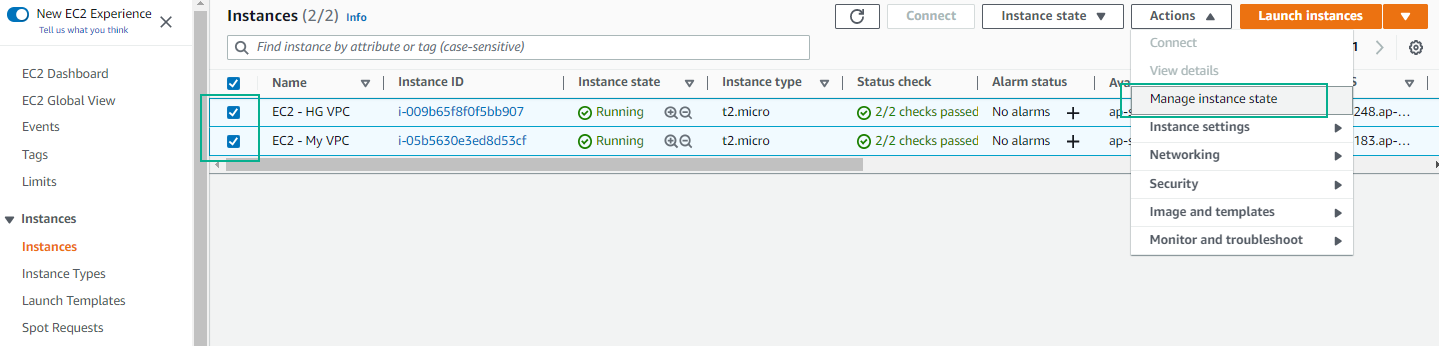 New EC2 Experience
Tell us what you think
EC2 Dashboard
EC2 Global View
Events
Tags
Limits
Instances
Instances
Instance Types
Launch Templates
Spot Requests
Instances (2/2) Info
Connect
Instance state
Actions
Launch instances
Find instance by attribute or tag (case-sensitive)
1
Name Instance ID Instance state Instance type Status check Alarm status Ava S
EC2 - HG VPC i-009b65f8f0f5bb907 Running t2.micro 2/2 checks passed No alarms + ap-s 248.ap-...
EC2 - My VPC i-05b5630e3ed8d53cf Running t2.micro 2/2 checks passed No alarms + ap-s 183.ap-...
Connect
View details
Manage instance state
Instance settings
Networking
Security
Image and templates
Monitor and troubleshoot